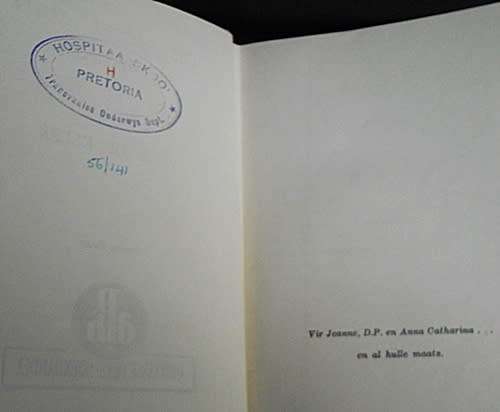 HOSPITAALSKOOL
H
PRETORIA
Transvaalse Onderwys Dept.
56/141
Vir Joanne, D.P. en Anna Catharina . . .
en al hulle maats.